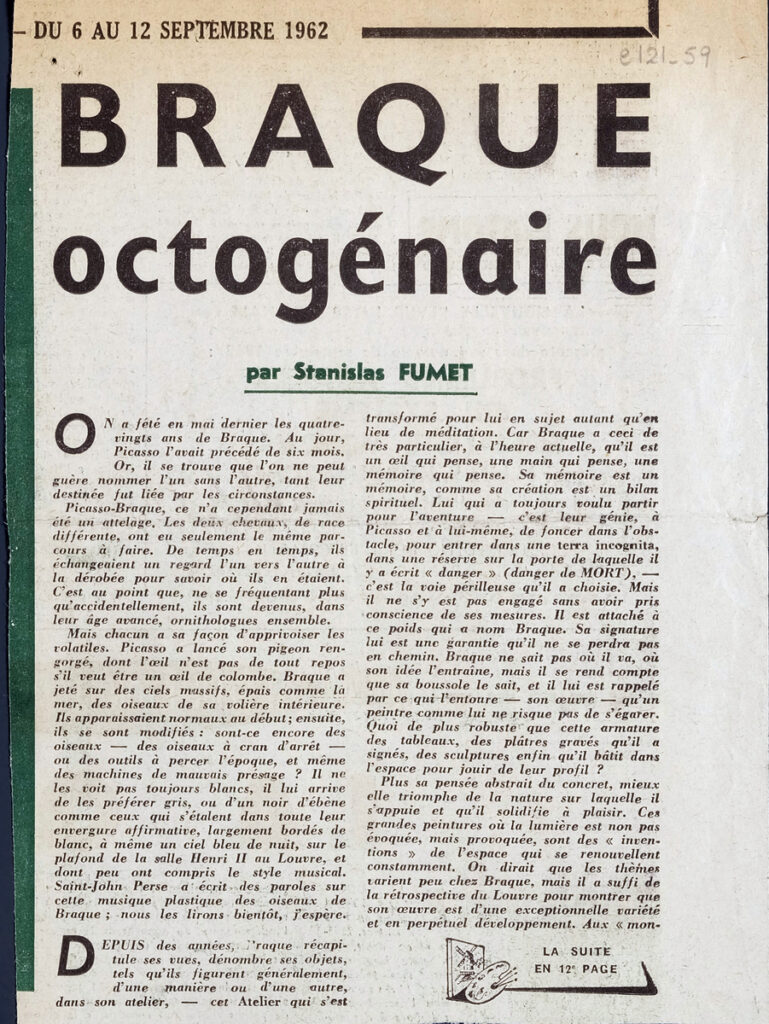 – DU 6 AU 12 SEPTEMBRE 1962
e121_59
BRAQUE
octogénaire
par Stanislas FUMET
ON a fêté en mai dernier les quatre-
vingts ans de Braque. Au jour,
Picasso l'avait précédé de six mois.
Or, il se trouve que l'on ne peut
guère nommer l'un sans l'autre, tant leur
destinée fut liée par les circonstances.
Picasso-Braque, ce n'a cependant jamais
été un attelage. Les deux chevaux, de race
différente, ont eu seulement le même par-
cours à faire. De temps en temps, ils
échangeaient un regard l'un vers l'autre à
la dérobée pour savoir où ils en étaient.
C'est au point que, ne se fréquentant plus
qu'accidentellement, ils sont devenus, dans
leur âge avancé, ornithologues ensemble.
Mais chacun a sa façon d'apprivoiser les
volatiles. Picasso a lancé son pigeon ren-
gorgé, dont l'œil n'est pas de tout repos
s'il veut être un œil de colombe. Braque a
jeté sur des ciels massifs, épais comme la
mer, des oiseaux de sa volière intérieure.
Ils apparaissaient normaux au début ; ensuite,
ils se sont modifiés : sont-ce encore des
oiseaux — des oiseaux à cran d'arrêt —
ou des outils à percer l'époque, et même
des machines de mauvais présage ? Il ne
les voit pas toujours blancs, il lui arrive
de les préférer gris, ou d'un noir d'ébène
comme ceux qui s'étalent dans toute leur
envergure affirmative, largement bordés de
blanc, à même un ciel bleu de nuit, sur le
plafond de la salle Henri II au Louvre, et
dont peu ont compris le style musical.
Saint-John Perse a écrit des paroles sur
cette musique plastique des oiseaux de
Braque ; nous les lirons bientôt, j'espère.
DEPUIS des années, Braque récapi-
tule ses vues, dénombre ses objets,
tels qu'ils figurent généralement,
d'une manière ou d'une autre,
dans son atelier, — cet Atelier qui s'est
transformé pour lui en sujet autant qu'en
lieu de méditation. Car Braque a ceci de
très particulier, à l'heure actuelle, qu'il est
un œil qui pense, une main qui pense, une
mémoire qui pense. Sa mémoire est un
mémoire, comme sa création est un bilan
spirituel. Lui qui a toujours voulu partir
pour l'aventure — c'est leur génie, à
Picasso et à lui-même, de foncer dans l'obs-
tacle, pour entrer dans une terra incognita,
dans une réserve sur la porte de laquelle il
y a écrit « danger » (danger de MORT), —
c'est la voie périlleuse qu'il a choisie. Mais
il ne s'y est pas engagé sans avoir pris
conscience de ses mesures. Il est attaché à
ce poids qui a nom Braque. Sa signature
lui est une garantie qu'il ne se perdra pas
en chemin. Braque ne sait pas où il va, où
son idée l'entraîne, mais il se rend compte
que sa boussole le sait, et il lui est rappelé
par ce qui l'entoure — son œuvre — qu'un
peintre comme lui ne risque pas de s'égarer.
Quoi de plus robuste que cette armature
des tableaux, des plâtres gravés qu'il a
signés, des sculptures enfin qu'il bâtit dans
l'espace pour jouir de leur profil ?
Plus sa pensée abstrait du concret, mieux
elle triomphe de la nature sur laquelle il
s'appuie et qu'il solidifie à plaisir. Ces
grandes peintures où la lumière est non pas
évoquée, mais provoquée, sont des « inven-
tions » de l'espace qui se renouvellent
constamment. On dirait que les thèmes
varient peu chez Braque, mais il a suffi de
la rétrospective du Louvre pour montrer que
son œuvre est d'une exceptionnelle variété
et en perpétuel développement. Aux « mon-
LA SUITE
EN 12e PAGE